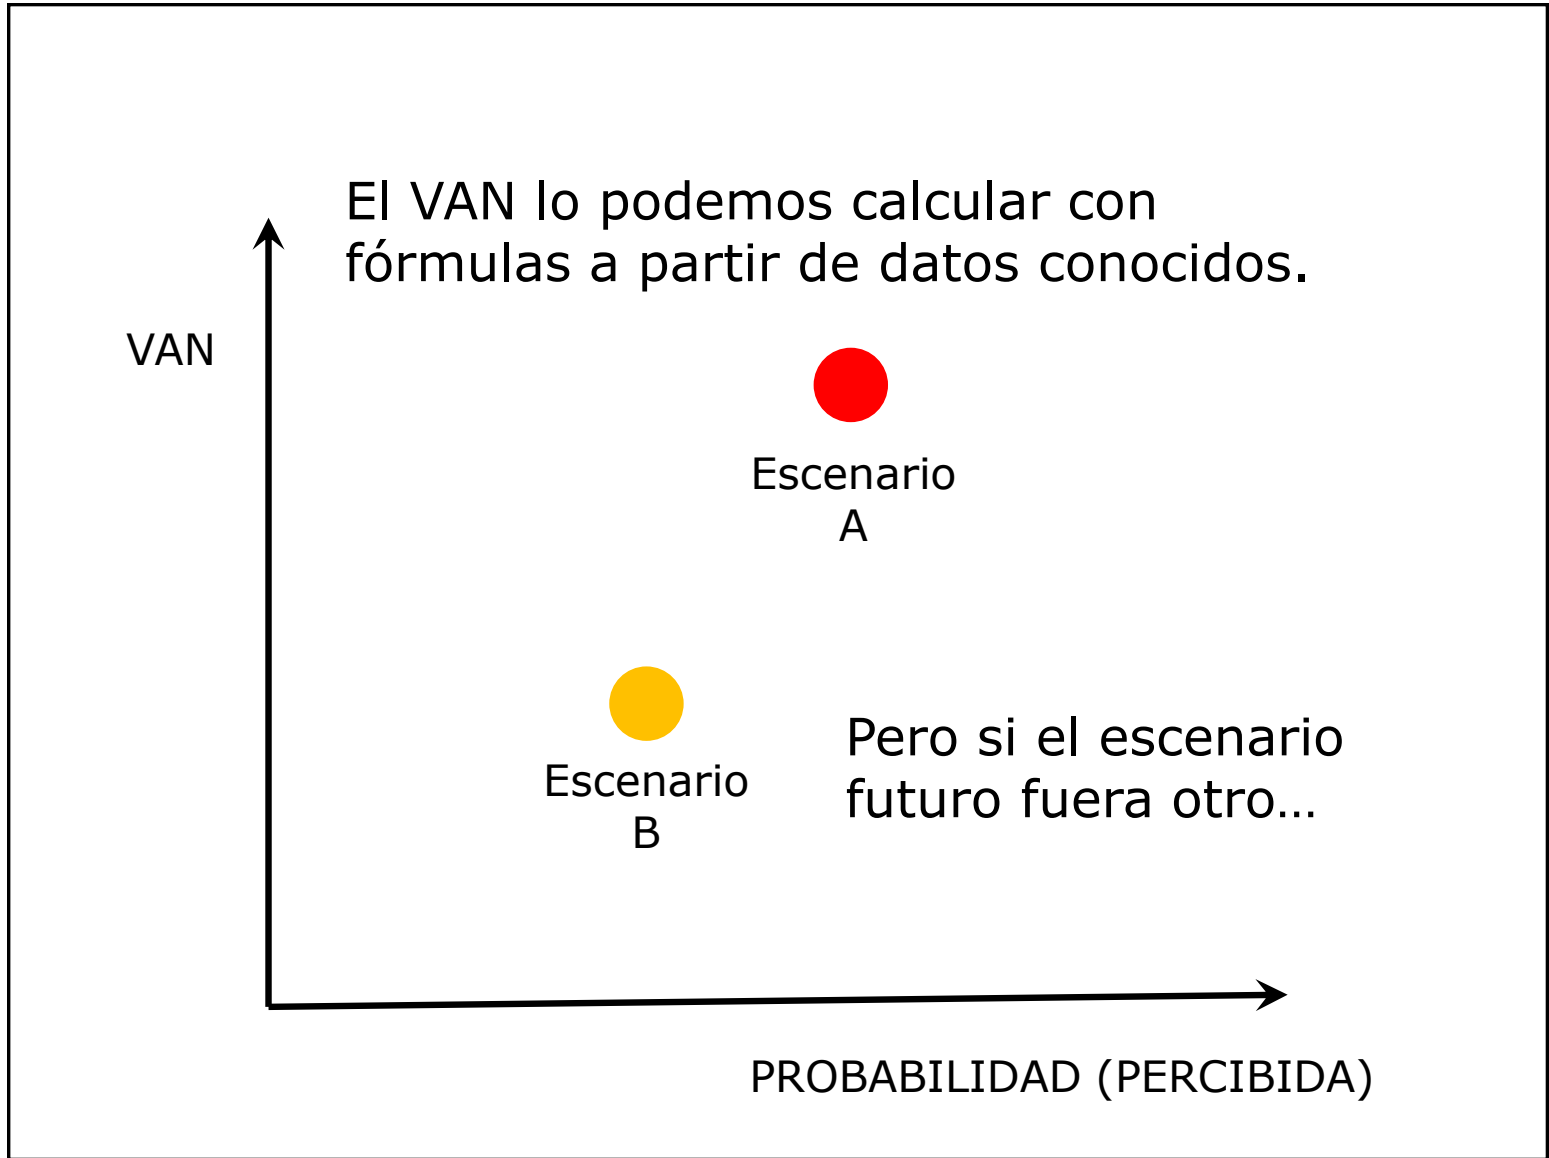 El VAN lo podemos calcular con
fórmulas a partir de datos conocidos.
VAN
Escenario
A
Pero si el escenario
futuro fuera otro…
Escenario
B
PROBABILIDAD (PERCIBIDA)